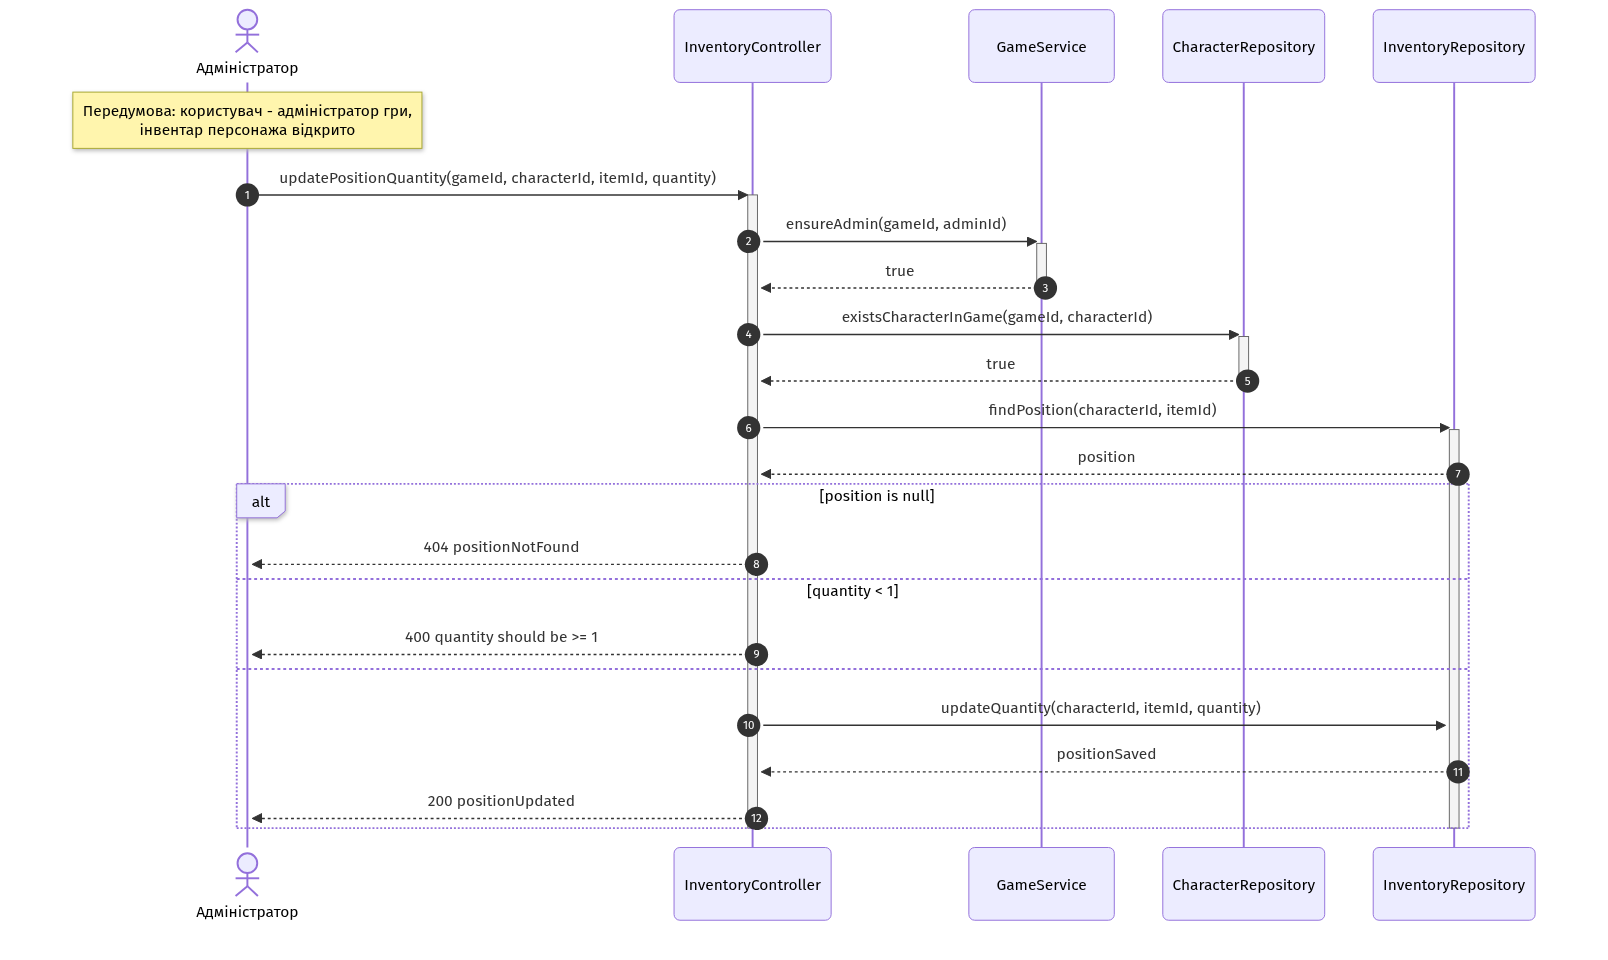 InventoryController
GameService
CharacterRepository
InventoryRepository
Адміністратор
Передумова: користувач - адміністратор гри,
інвентар персонажа відкрито
updatePositionQuantity(gameId, characterId, itemId, quantity)
1
ensureAdmin(gameId, adminId)
2
true
3
existsCharacterInGame(gameId, characterId)
4
true
5
findPosition(characterId, itemId)
6
position
7
alt
[position is null]
404 positionNotFound
8
[quantity < 1]
400 quantity should be >= 1
9
updateQuantity(characterId, itemId, quantity)
10
positionSaved
11
200 positionUpdated
12
InventoryController
GameService
CharacterRepository
InventoryRepository
Адміністратор